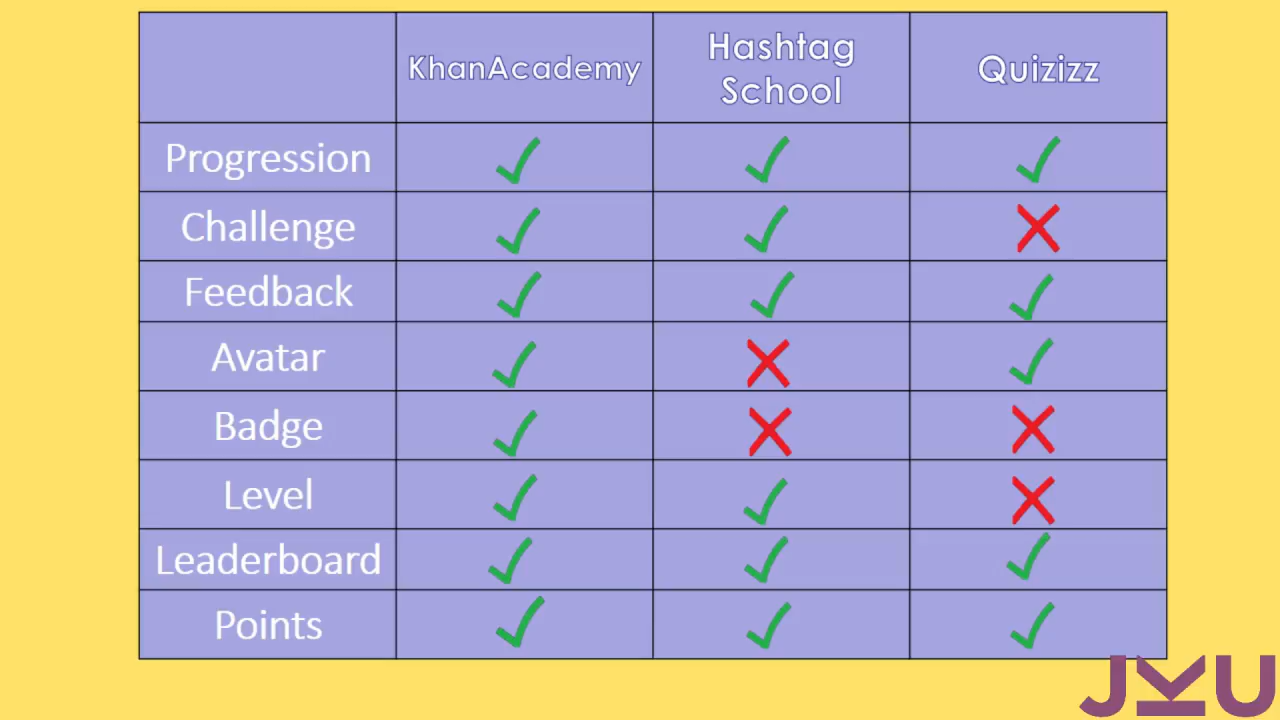 KhanAcademy
Hashtag
School
Quizizz
Progression
Challenge
Feedback
Avatar
Badge
Level
Leaderboard
Points
JKU